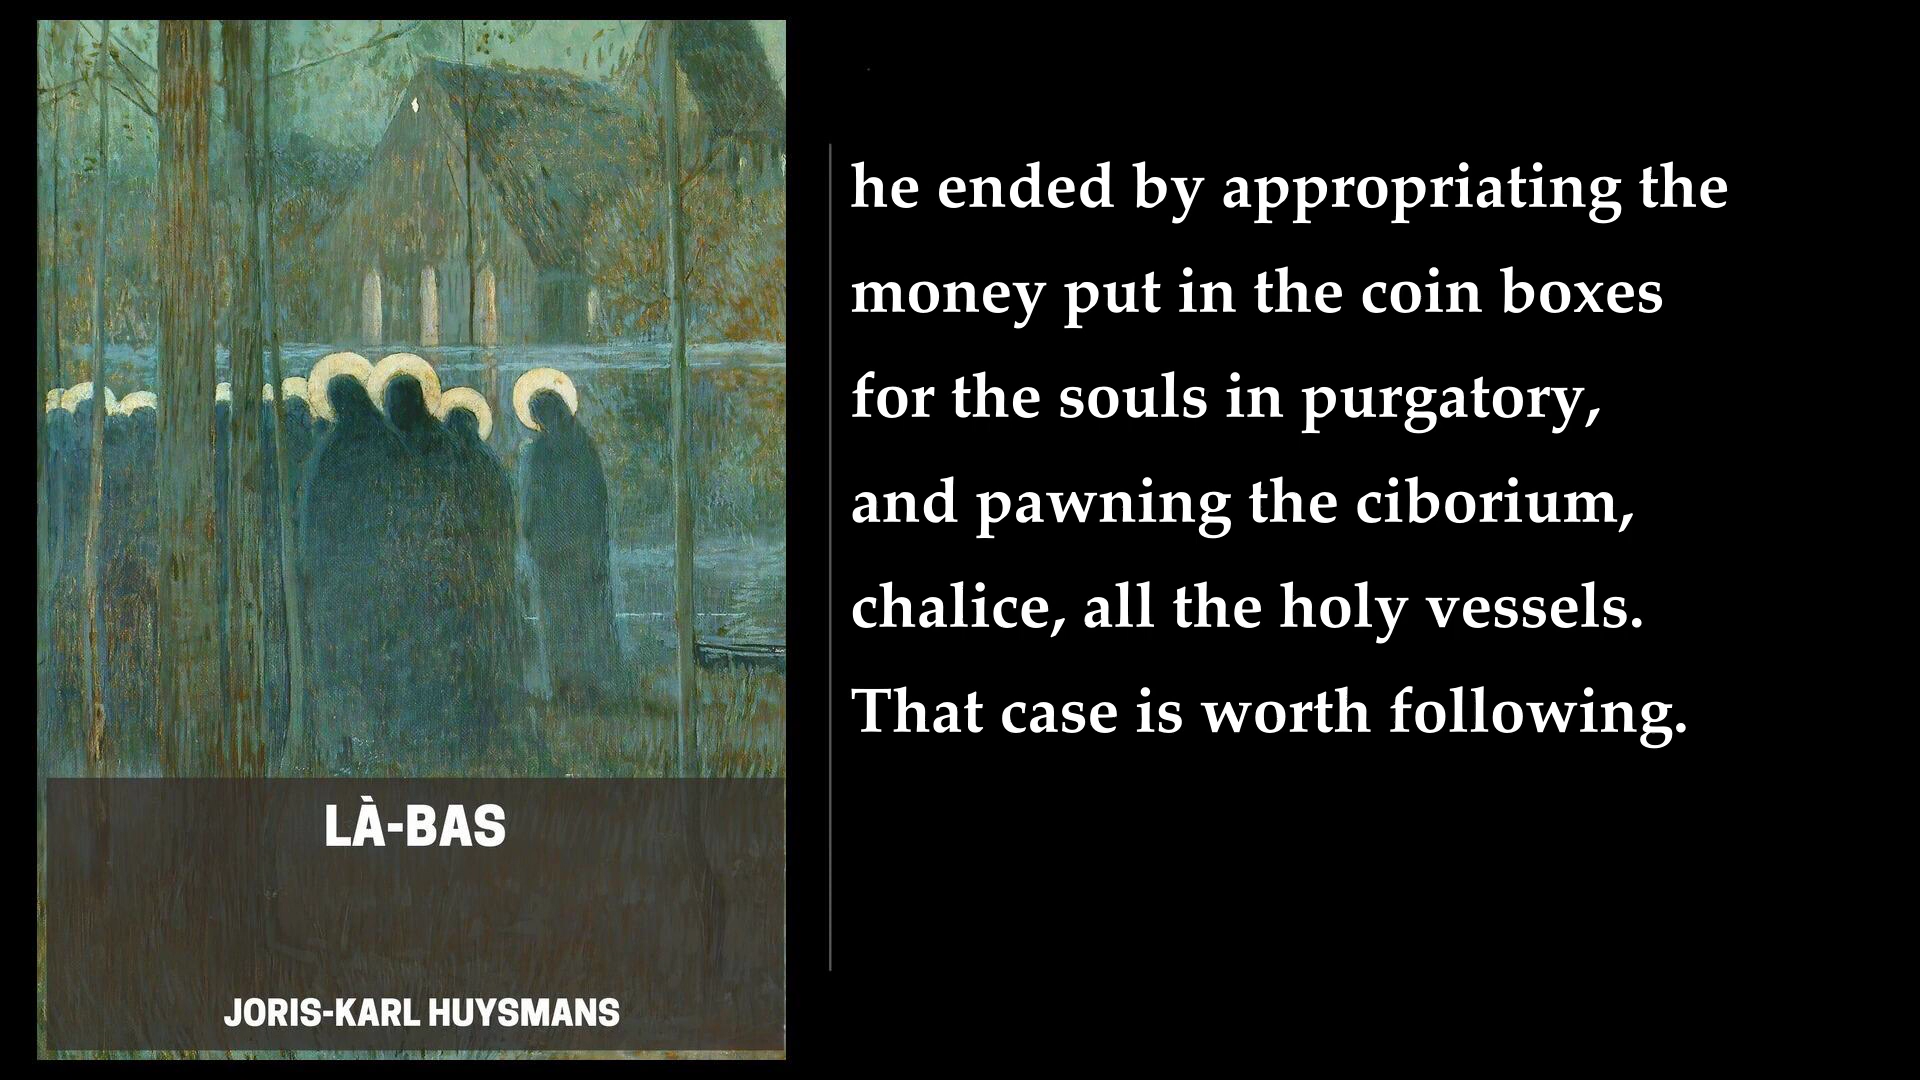 LÀ-BAS
JORIS-KARL HUYSMANS
he ended by appropriating the
money put in the coin boxes
for the souls in purgatory,
and pawning the ciborium,
chalice, all the holy vessels.
That case is worth following.